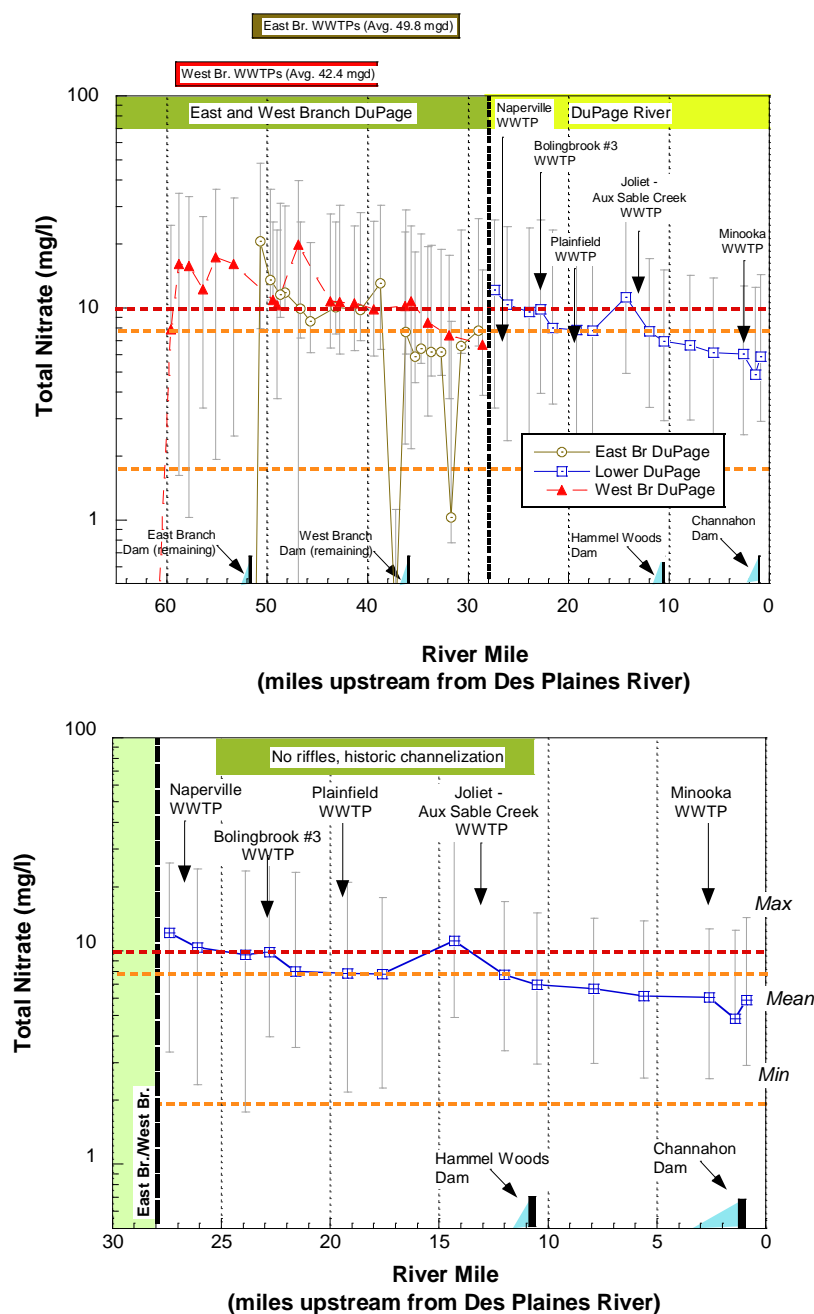 East Br. WWTPs (Avg. 49.8 mgd)
West Br. WWTPs (Avg. 42.4 mgd)
100
East and West Branch DuPage
DuPage River
Naperville
WWTP
Bolingbrook #3
WWTP
Joliet -
Aux Sable Creek
WWTP
Plainfield
WWTP
Minooka
WWTP
Total Nitrate (mg/l)
10
East Br DuPage
Lower DuPage
West Br DuPage
1
East Branch
Dam (remaining)
West Branch
Dam (remaining)
Hammel Woods
Dam
Channahon
Dam
60 50 40 30 20 10 0
River Mile
(miles upstream from Des Plaines River)
100
No riffles, historic channelization
Naperville
WWTP
Bolingbrook #3
WWTP
Plainfield
WWTP
Joliet -
Aux Sable Creek
WWTP
Minooka
WWTP
Total Nitrate (mg/l)
Max
10
Mean
Min
1
East Br./West Br.
Hammel Woods
Dam
Channahon
Dam
30 25 20 15 10 5 0
River Mile
(miles upstream from Des Plaines River)